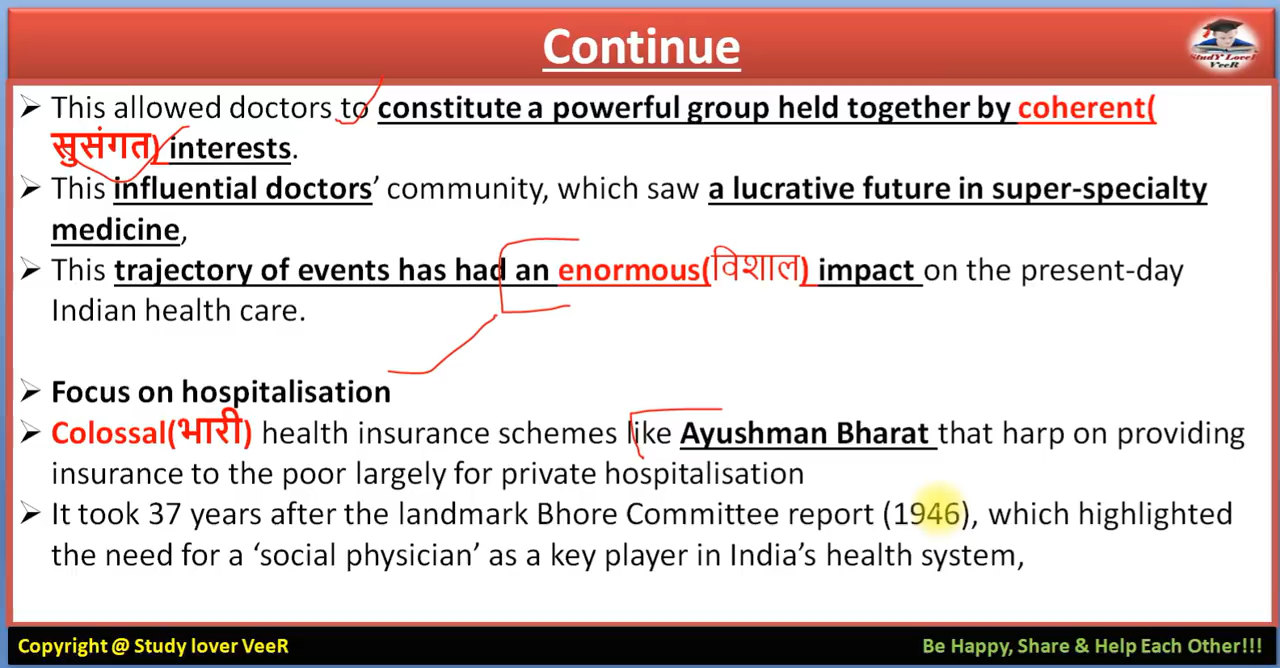 Continue
StudY LoveR
VeeR
➢ This allowed doctors to constitute a powerful group held together by coherent(
सुसंगत) interests.
➢ This influential doctors’ community, which saw a lucrative future in super-specialty
medicine,
➢ This trajectory of events has had an enormous(विशाल) impact on the present-day
Indian health care.
➢ Focus on hospitalisation
➢ Colossal(भारी) health insurance schemes like Ayushman Bharat that harp on providing
insurance to the poor largely for private hospitalisation
➢ It took 37 years after the landmark Bhore Committee report (1946), which highlighted
the need for a ‘social physician’ as a key player in India’s health system,
Copyright @ Study lover VeeR
Be Happy, Share & Help Each Other!!!